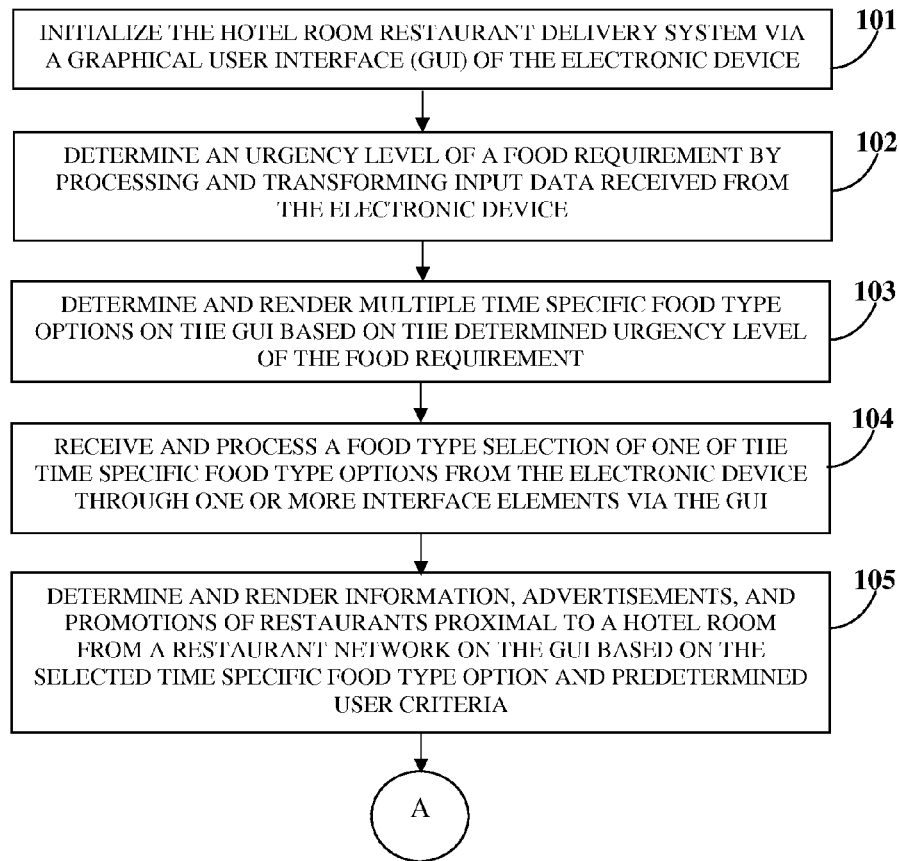 INITIALIZE THE HOTEL ROOM RESTAURANT DELIVERY SYSTEM VIA
A GRAPHICAL USER INTERFACE (GUI) OF THE ELECTRONIC DEVICE
101
DETERMINE AN URGENCY LEVEL OF A FOOD REQUIREMENT BY
PROCESSING AND TRANSFORMING INPUT DATA RECEIVED FROM
THE ELECTRONIC DEVICE
102
DETERMINE AND RENDER MULTIPLE TIME SPECIFIC FOOD TYPE
OPTIONS ON THE GUI BASED ON THE DETERMINED URGENCY LEVEL
OF THE FOOD REQUIREMENT
103
RECEIVE AND PROCESS A FOOD TYPE SELECTION OF ONE OF THE
TIME SPECIFIC FOOD TYPE OPTIONS FROM THE ELECTRONIC DEVICE
THROUGH ONE OR MORE INTERFACE ELEMENTS VIA THE GUI
104
DETERMINE AND RENDER INFORMATION, ADVERTISEMENTS, AND
PROMOTIONS OF RESTAURANTS PROXIMAL TO A HOTEL ROOM
FROM A RESTAURANT NETWORK ON THE GUI BASED ON THE
SELECTED TIME SPECIFIC FOOD TYPE OPTION AND PREDETERMINED
USER CRITERIA
105
A